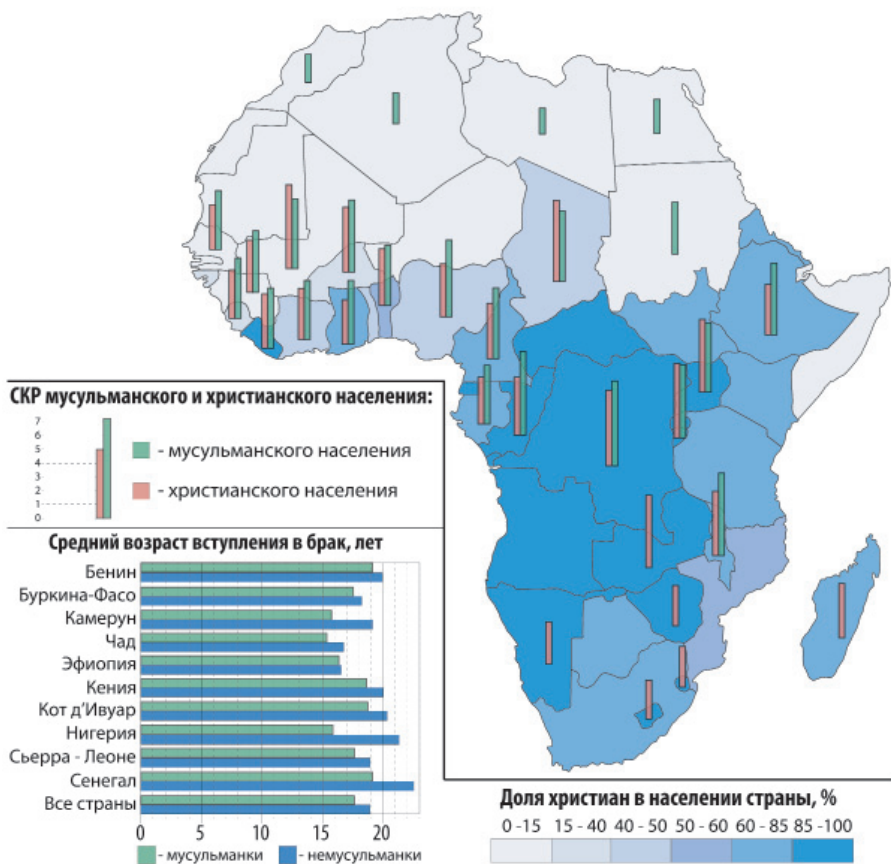 СКР мусульманского и христианского населения:
7
6
5
4
3
2
1
0
- мусульманского населения
- христианского населения
Средний возраст вступления в брак, лет
Бенин
Буркина-Фасо
Камерун
Чад
Эфиопия
Кения
Кот д'Ивуар
Нигерия
Сьерра - Леоне
Сенегал
Все страны
0 5 10 15 20
- мусульманки - немусульманки
Доля христиан в населении страны, %
0 -15 15 - 40 40 - 50 50 - 60 60 - 85 85 -100